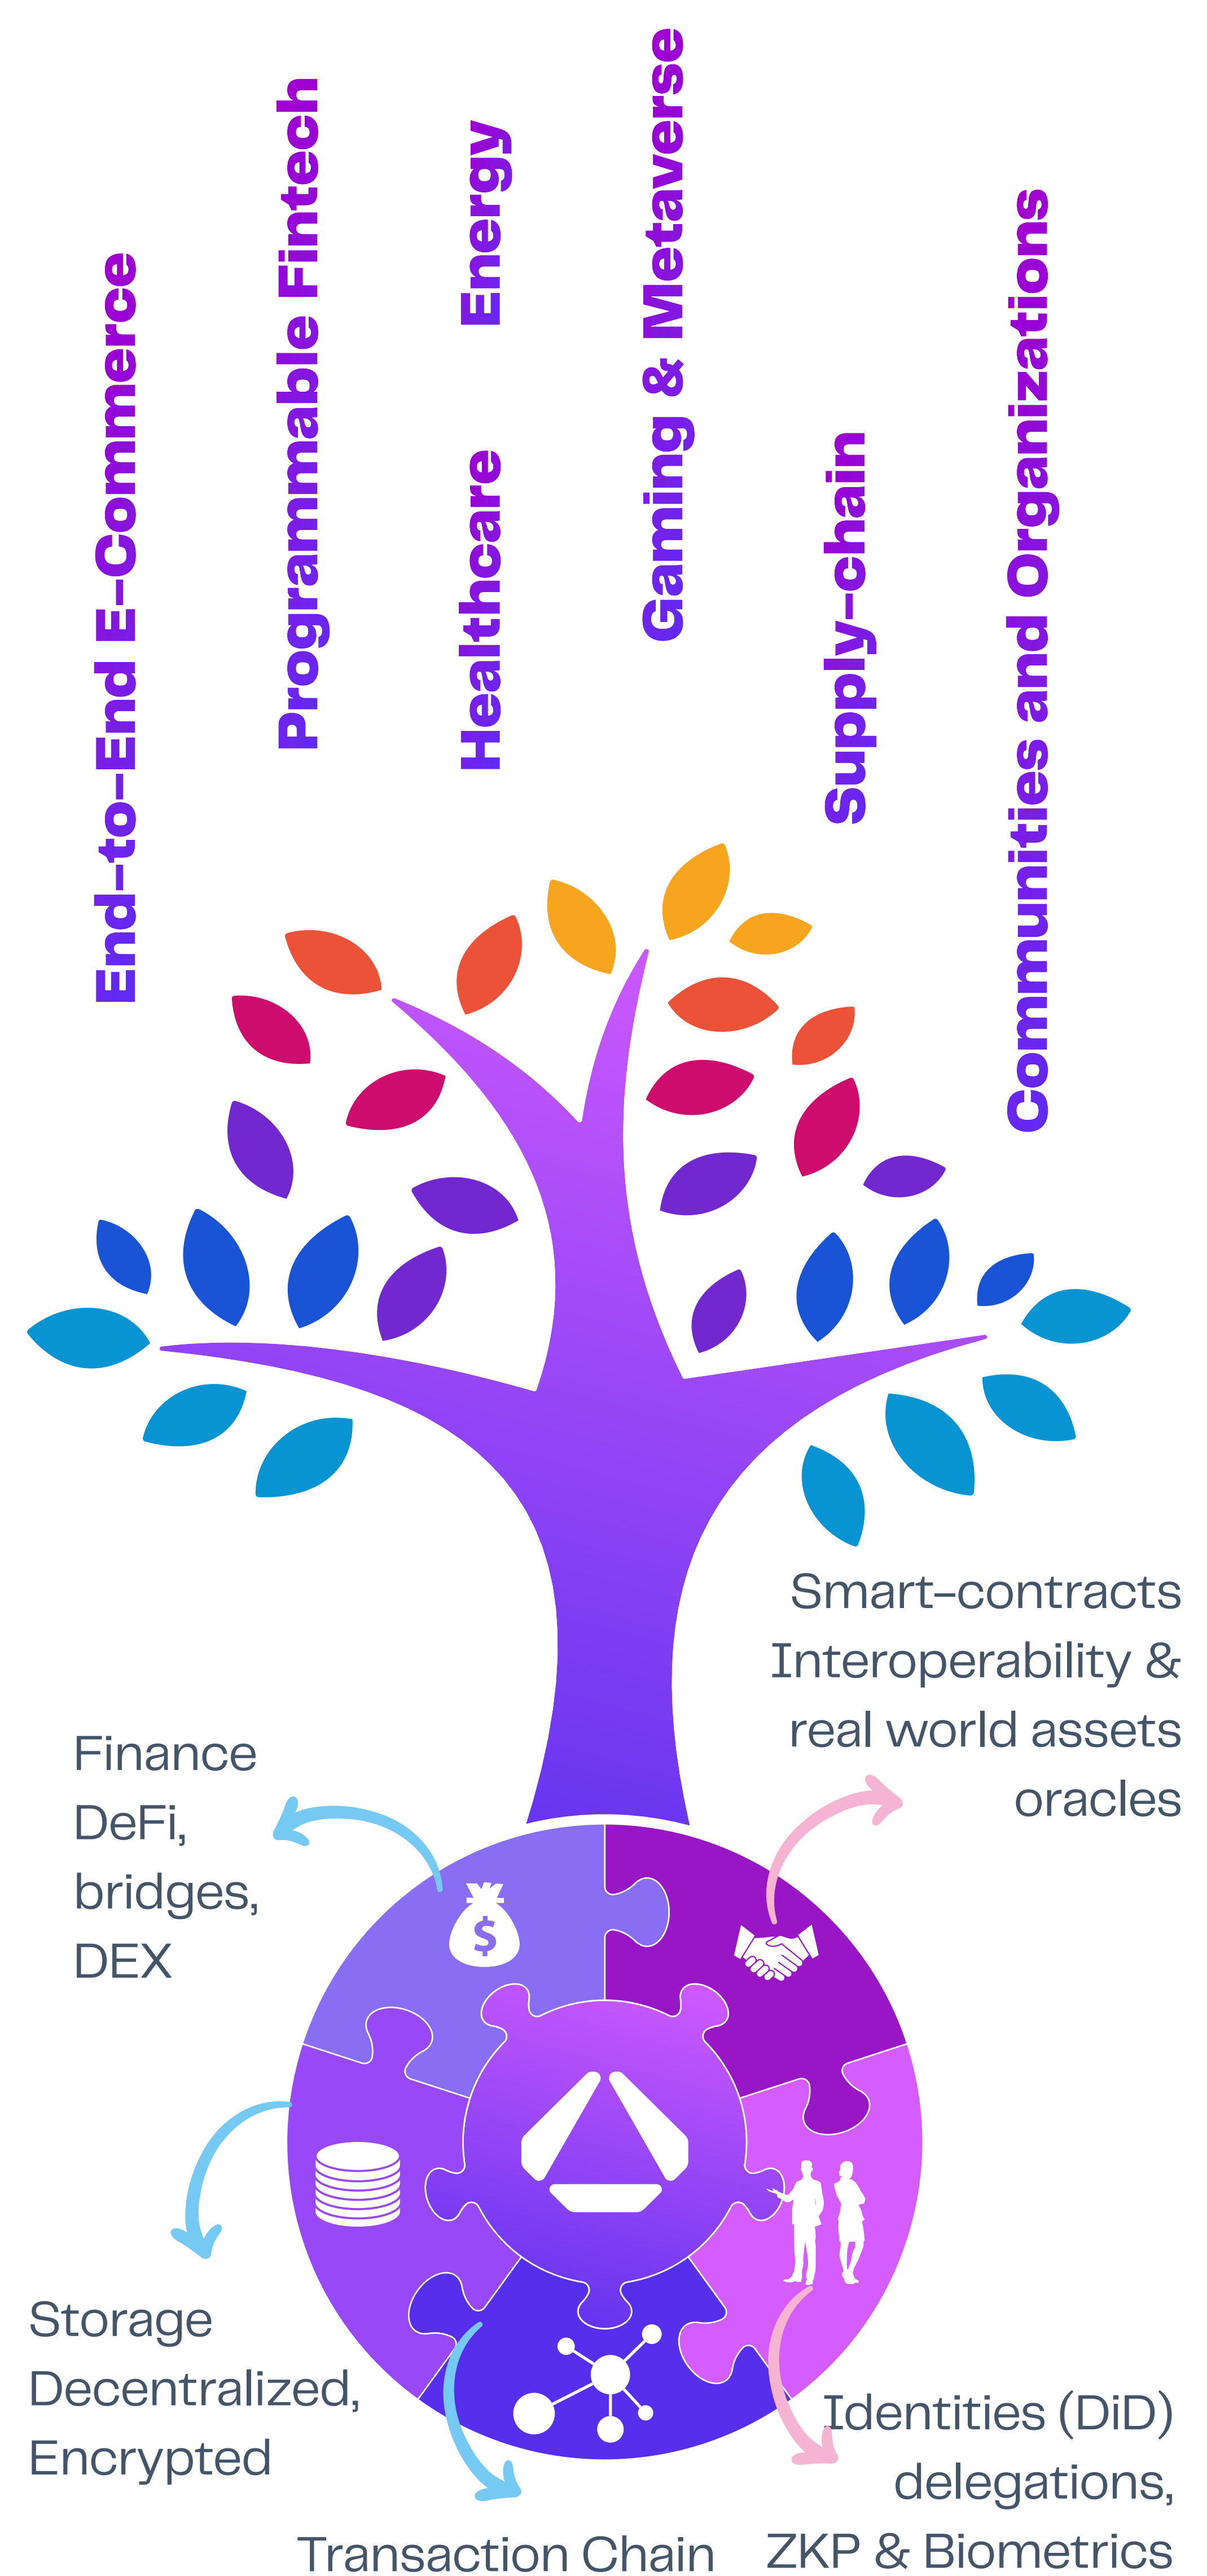 End-to-End E-Commerce
Programmable Fintech
Healthcare
Energy
Gaming & Metaverse
Supply-chain
Communities and Organizations
Smart-contracts
Interoperability &
real world assets
oracles
Finance
DeFi,
bridges,
DEX
$
Storage
Decentralized,
Encrypted
Transaction Chain
Identities (DiD)
delegations,
ZKP & Biometrics